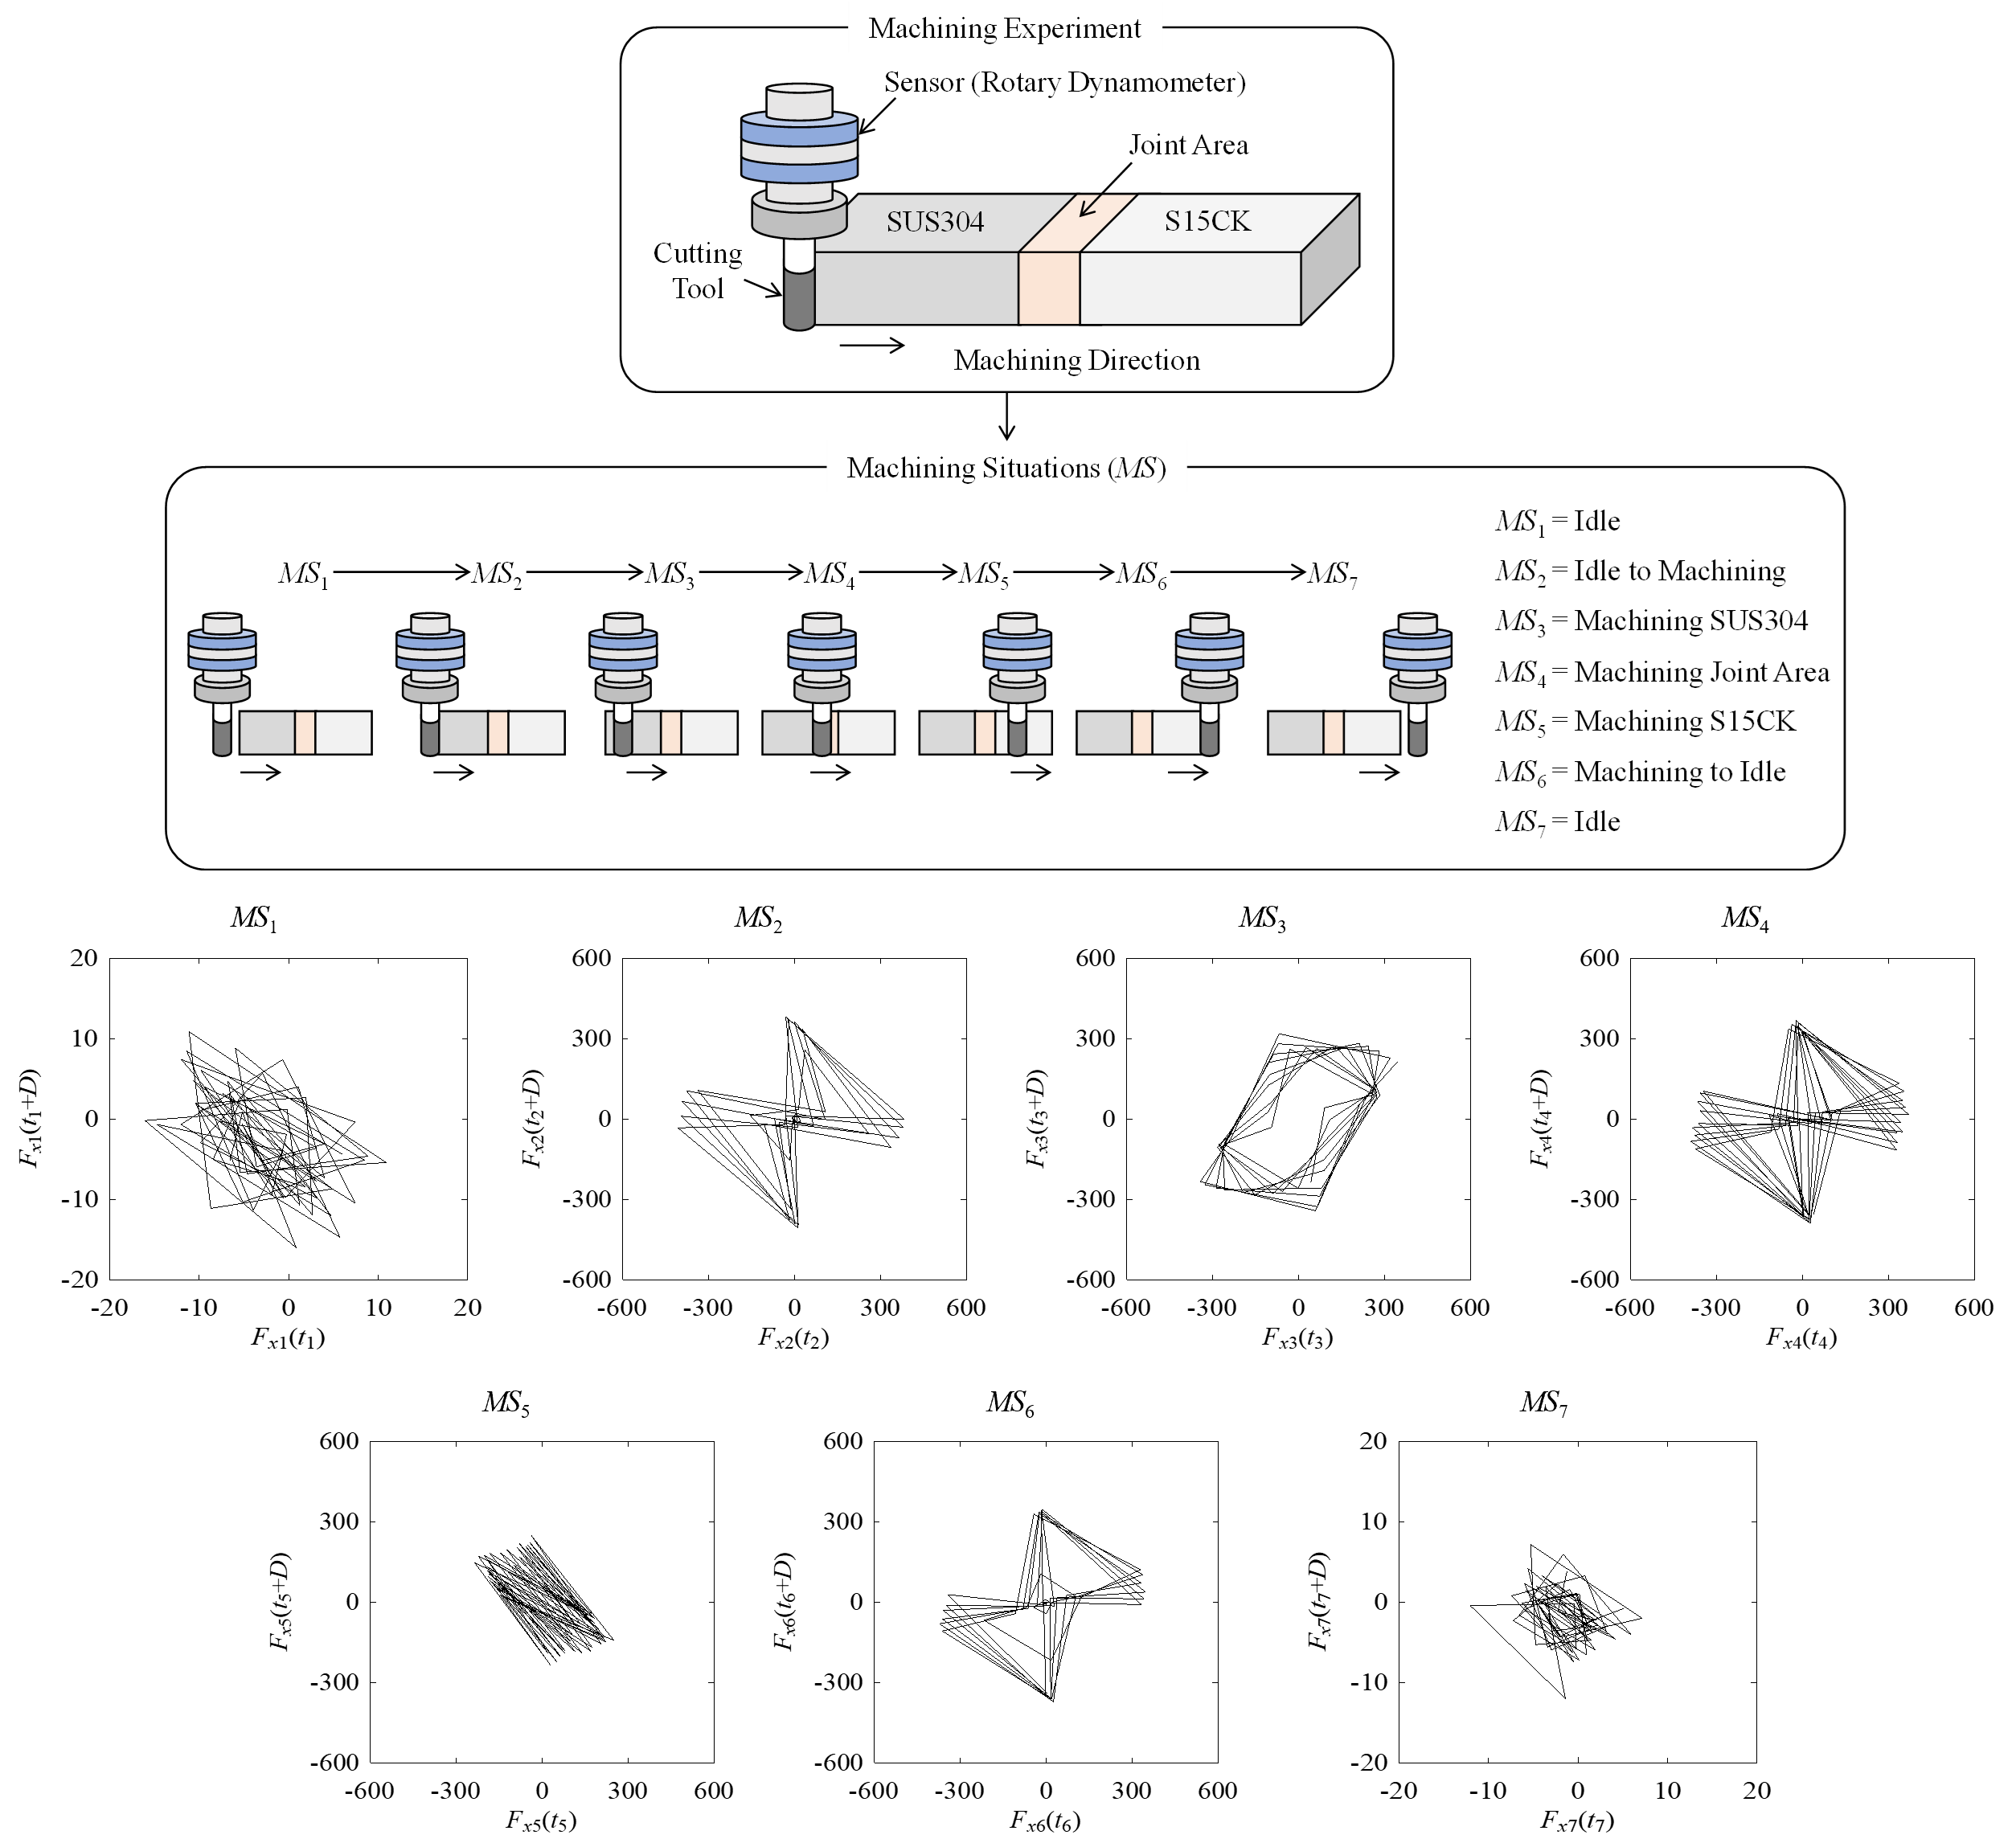 Machining Experiment
Sensor (Rotary Dynamometer)
Joint Area
SUS304
S15CK
Cutting
Tool
Machining Direction
Machining Situations (MS)
MS1 = Idle
MS2 = Idle to Machining
MS3 = Machining SUS304
MS4 = Machining Joint Area
MS5 = Machining S15CK
MS6 = Machining to Idle
MS7 = Idle
MS1 MS2 MS3 MS4 MS5 MS6 MS7
MS1
20
10
0
-10
-20
-20 -10 0 10 20
Fx1(t1+D)
Fx1(t1)
MS2
600
300
0
-300
-600
-600 -300 0 300 600
Fx2(t2+D)
Fx2(t2)
MS3
600
300
0
-300
-600
-600 -300 0 300 600
Fx3(t3+D)
Fx3(t3)
MS4
600
300
0
-300
-600
-600 -300 0 300 600
Fx4(t4+D)
Fx4(t4)
MS5
600
300
0
-300
-600
-600 -300 0 300 600
Fx5(t5+D)
Fx5(t5)
MS6
600
300
0
-300
-600
-600 -300 0 300 600
Fx6(t6+D)
Fx6(t6)
MS7
20
10
0
-10
-20
-20 -10 0 10 20
Fx7(t7+D)
Fx7(t7)